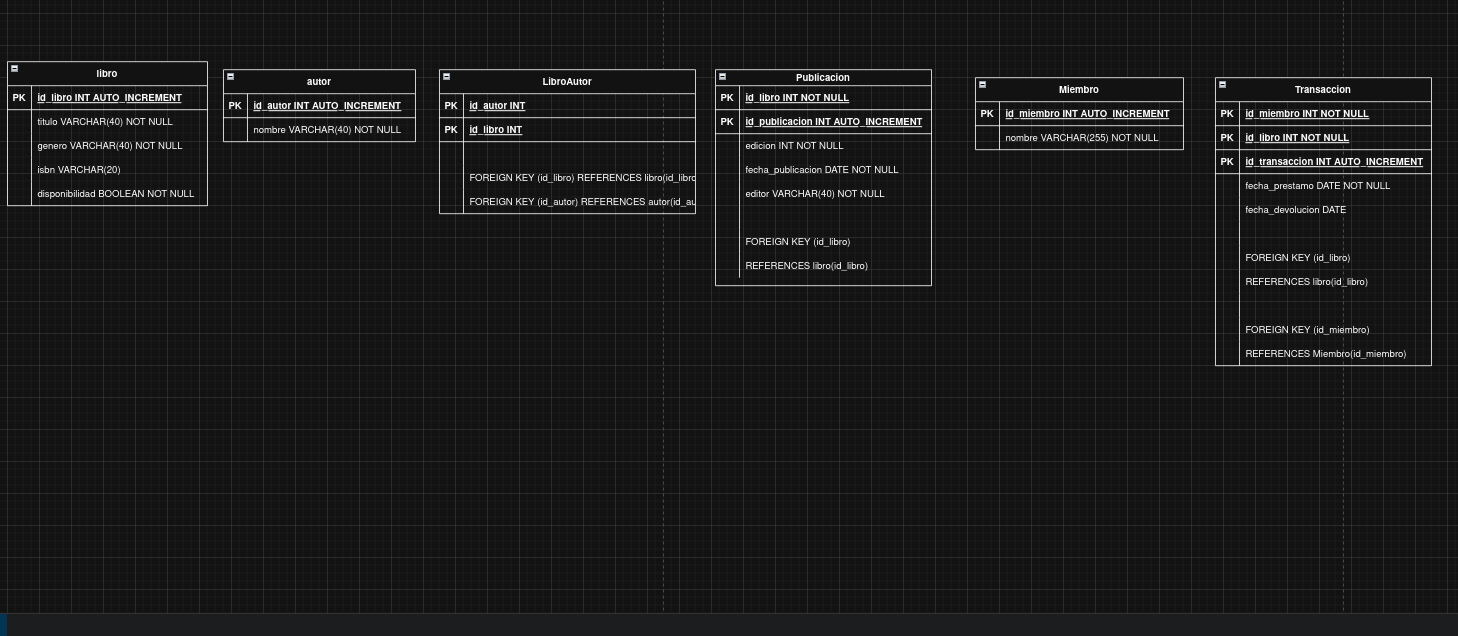 libro
PK id_libro INT AUTO_INCREMENT
titulo VARCHAR(40) NOT NULL
genero VARCHAR(40) NOT NULL
isbn VARCHAR(20)
disponibilidad BOOLEAN NOT NULL
autor
PK id_autor INT AUTO_INCREMENT
nombre VARCHAR(40) NOT NULL
LibroAutor
PK id_autor INT
PK id_libro INT
FOREIGN KEY (id_libro) REFERENCES libro(id_libro
FOREIGN KEY (id_autor) REFERENCES autor(id_au
Publicacion
PK id_libro INT NOT NULL
PK id_publicacion INT AUTO_INCREMENT
edicion INT NOT NULL
fecha_publicacion DATE NOT NULL
editor VARCHAR(40) NOT NULL
FOREIGN KEY (id_libro)
REFERENCES libro(id_libro)
Miembro
PK id_miembro INT AUTO_INCREMENT
nombre VARCHAR(255) NOT NULL
Transaccion
PK id_miembro INT NOT NULL
PK id_libro INT NOT NULL
PK id_transaccion INT AUTO_INCREMENT
fecha_prestamo DATE NOT NULL
fecha_devolucion DATE
FOREIGN KEY (id_libro)
REFERENCES libro(id_libro)
FOREIGN KEY (id_miembro)
REFERENCES Miembro(id_miembro)